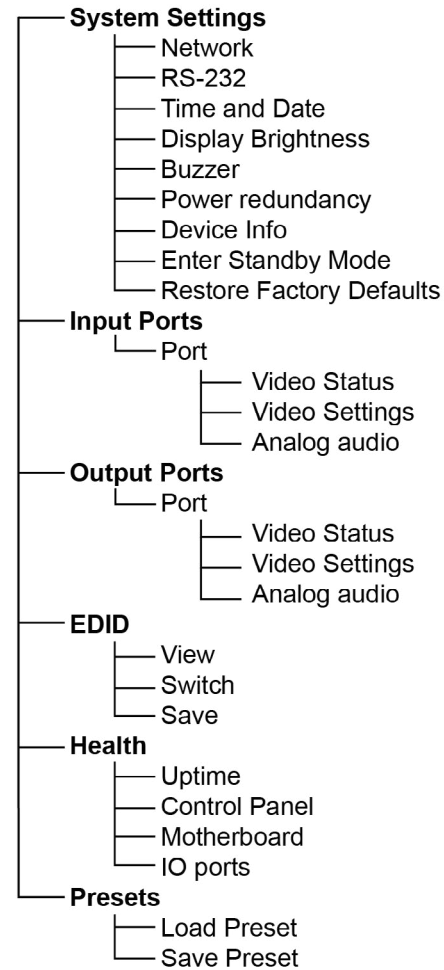 System Settings
Network
RS-232
Time and Date
Display Brightness
Buzzer
Power redundancy
Device Info
Enter Standby Mode
Restore Factory Defaults
Input Ports
Port
Video Status
Video Settings
Analog audio
Output Ports
Port
Video Status
Video Settings
Analog audio
EDID
View
Switch
Save
Health
Uptime
Control Panel
Motherboard
IO ports
Presets
Load Preset
Save Preset